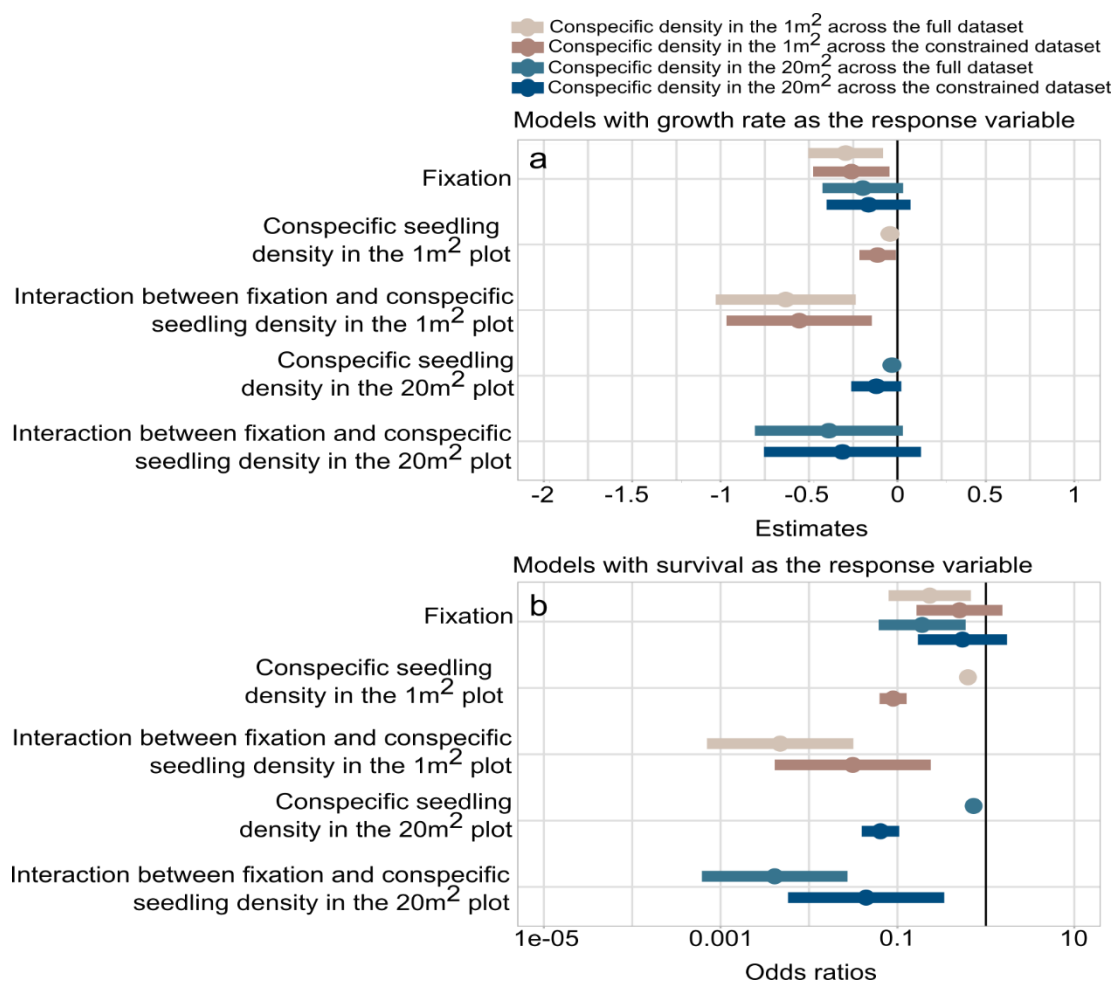 Conspecific density in the 1m² across the full dataset
Conspecific density in the 1m² across the constrained dataset
Conspecific density in the 20m² across the full dataset
Conspecific density in the 20m² across the constrained dataset
Models with growth rate as the response variable
a
Fixation
Conspecific seedling
density in the 1m² plot
Interaction between fixation and conspecific
seedling density in the 1m² plot
Conspecific seedling
density in the 20m² plot
Interaction between fixation and conspecific
seedling density in the 20m² plot
-2 -1.5 -1 -0.5 0 0.5 1
Estimates
Models with survival as the response variable
b
Fixation
Conspecific seedling
density in the 1m² plot
Interaction between fixation and conspecific
seedling density in the 1m² plot
Conspecific seedling
density in the 20m² plot
Interaction between fixation and conspecific
seedling density in the 20m² plot
1e-05 0.001 0.1 10
Odds ratios